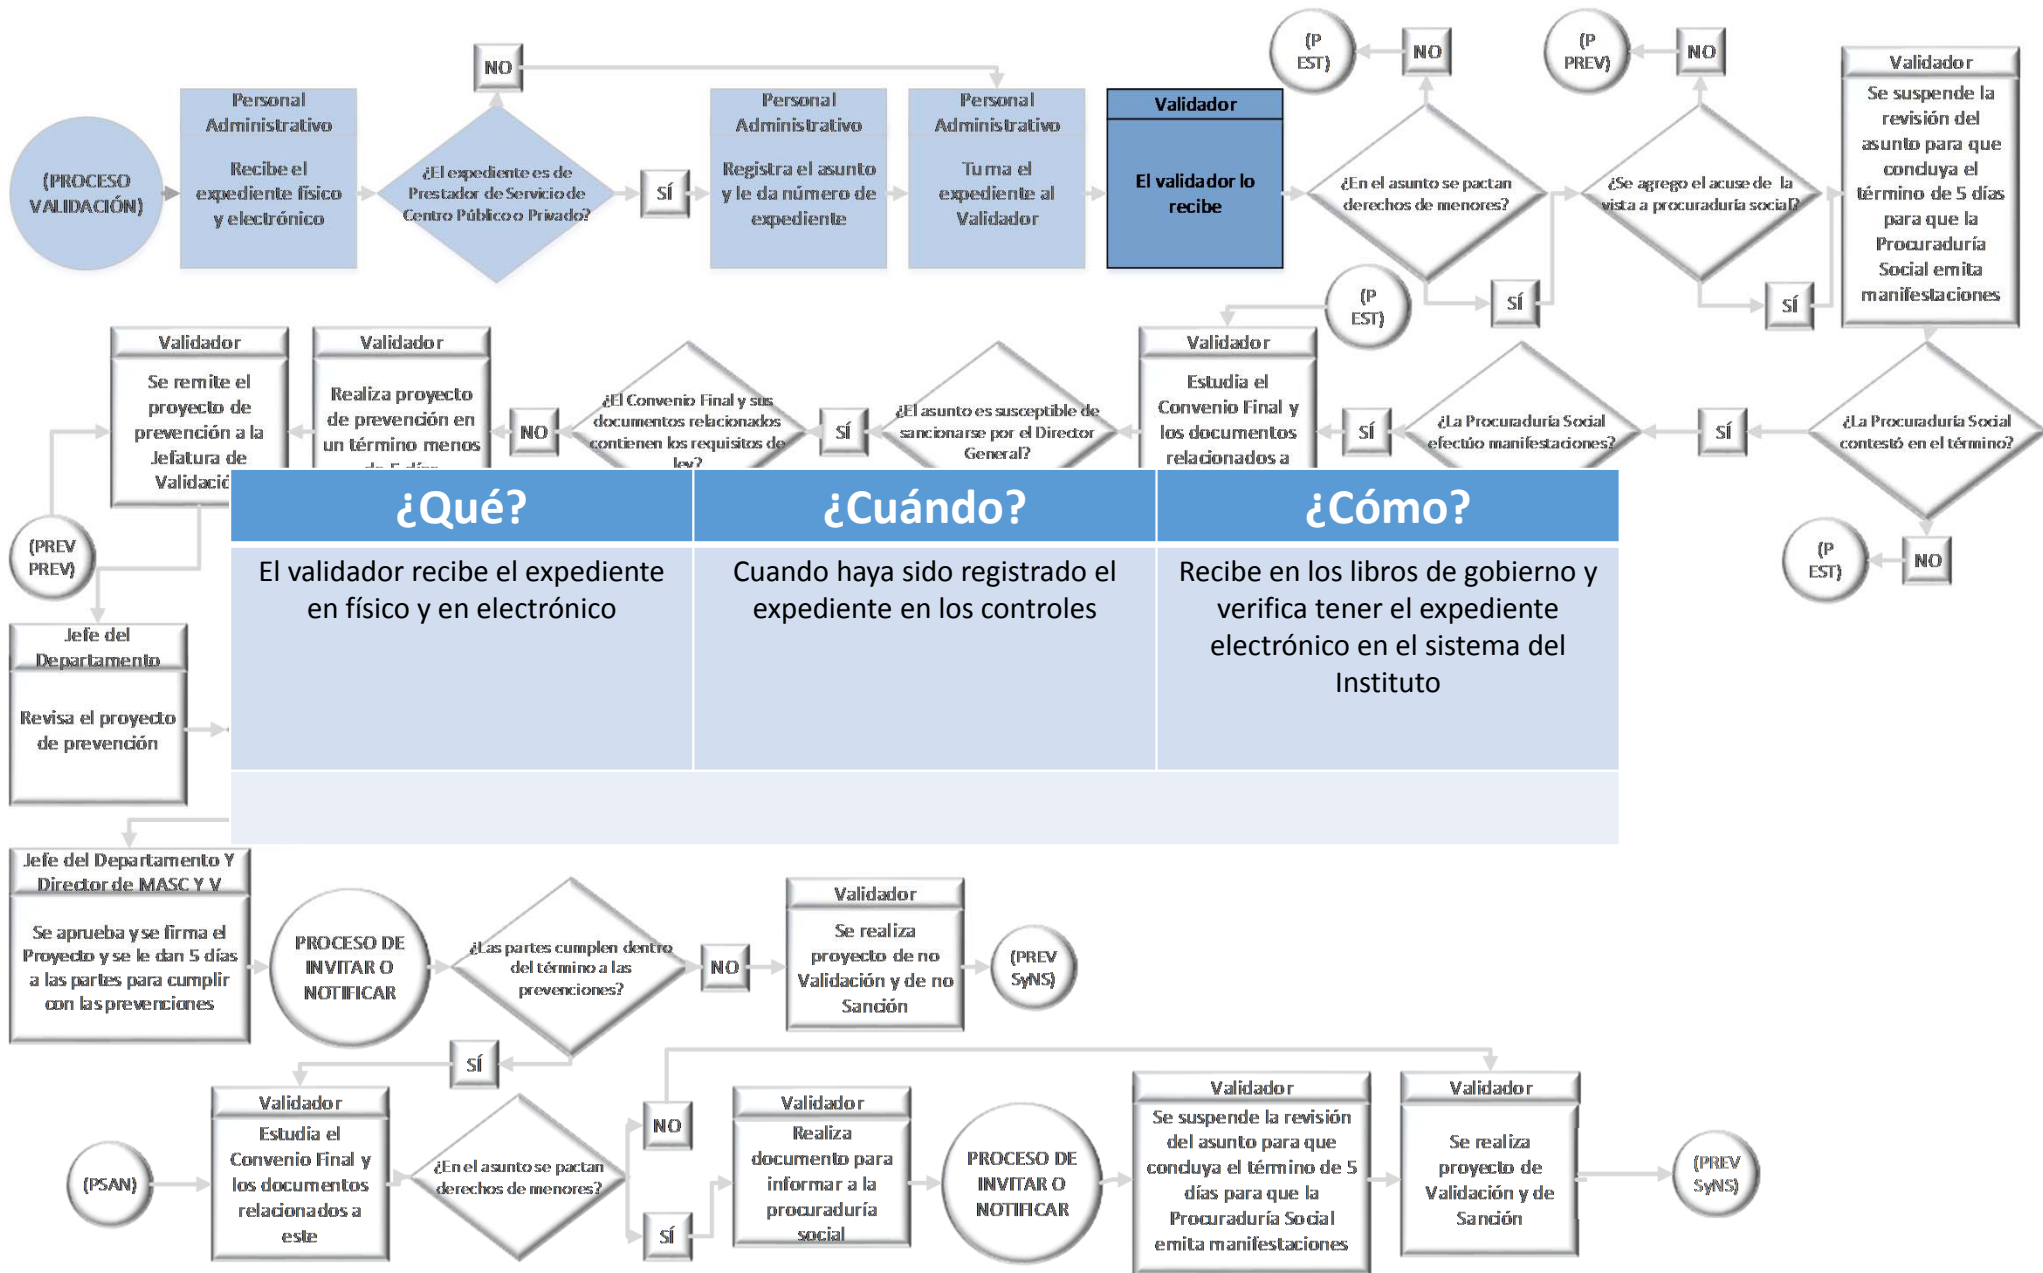 (PROCESO
VALIDACIÓN)
Personal
Administrativo
Recibe el
expediente físico
y electrónico
NO
¿El expediente es de
Prestador de Servicio de
Centro Público o Privado?
SÍ
Personal
Administrativo
Registra el asunto
y le da número de
expediente
Personal
Administrativo
Turna el
expediente al
Validador
Validador
El validador lo
recibe
(P
EST)
NO
¿En el asunto se pactan
derechos de menores?
SÍ
(P
PREV)
NO
¿Se agrego el acuse de la
vista a procuraduría social?
SÍ
Validador
Se suspende la
revisión del
asunto para que
concluya el
término de 5 días
para que la
Procuraduría
Social emita
manifestaciones
Validador
Se remite el
proyecto de
prevención a la
Jefatura de
Validació
Validador
Realiza proyecto
de prevención en
un término menos
de 5 días
NO
¿El Convenio Final y sus
documentos relacionados
contienen los requisitos de
ley?
SÍ
¿El asunto es susceptible de
sancionarse por el Director
General?
(P
EST)
Validador
Estudia el
Convenio Final y
los documentos
relacionados a
SÍ
¿La Procuraduría Social
efectúo manifestaciones?
SÍ
¿La Procuraduría Social
contestó en el término?
NO
(P
EST)
(PREV
PREV)
¿Qué?
¿Cuándo?
¿Cómo?
El validador recibe el expediente
en físico y en electrónico
Cuando haya sido registrado el
expediente en los controles
Recibe en los libros de gobierno y
verifica tener el expediente
electrónico en el sistema del
Instituto
Jefe del
Departamento
Revisa el proyecto
de prevención
Jefe del Departamento Y
Director de MASC Y V
Se aprueba y se firma el
Proyecto y se le dan 5 días
a las partes para cumplir
con las prevenciones
PROCESO DE
INVITAR O
NOTIFICAR
¿Las partes cumplen dentro
del término a las
prevenciones?
NO
Validador
Se realiza
proyecto de no
Validación y de no
Sanción
(PREV
SyNS)
SÍ
(PSAN)
Validador
Estudia el
Convenio Final y
los documentos
relacionados a
este
¿En el asunto se pactan
derechos de menores?
NO
SÍ
Validador
Realiza
documento para
informar a la
procuraduría
social
PROCESO DE
INVITAR O
NOTIFICAR
Validador
Se suspende la revisión
del asunto para que
concluya el término de 5
días para que la
Procuraduría Social
emita manifestaciones
Validador
Se realiza
proyecto de
Validación y de
Sanción
(PREV
SyNS)